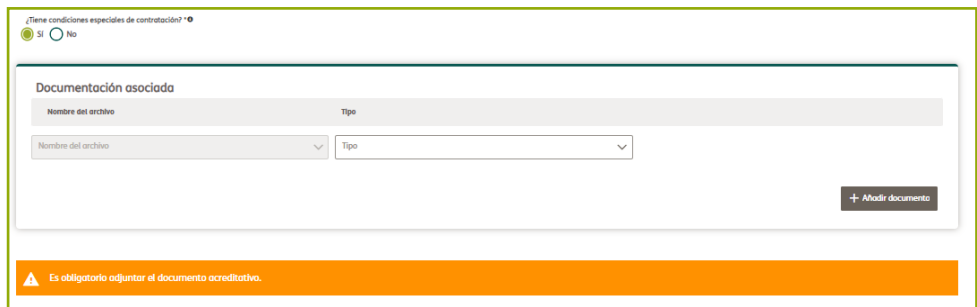 ¿Tiene condiciones especiales de contratación? *
Sí No
Documentación asociada
Nombre del archivo Tipo
Nombre del archivo Tipo
+ Añadir documento
Es obligatorio adjuntar el documento acreditativo.